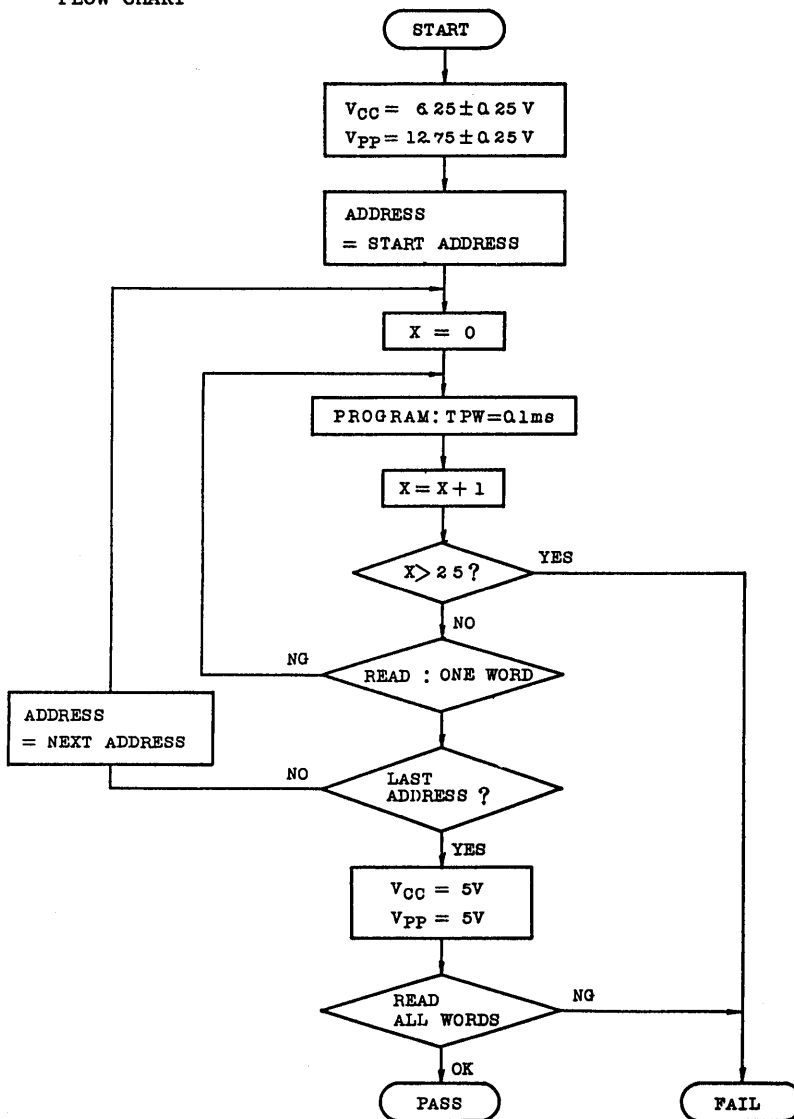 FLOW CHART
START
VCC = 6.25±0.25 V
VPP = 12.75±0.25 V
ADDRESS
= START ADDRESS
X = 0
PROGRAM: TPW=0.1ms
X = X + 1
X > 25?
YES
NO
NG
READ : ONE WORD
ADDRESS
= NEXT ADDRESS
NO
LAST
ADDRESS ?
YES
VCC = 5V
VPP = 5V
READ
ALL WORDS
NG
OK
PASS
FAIL